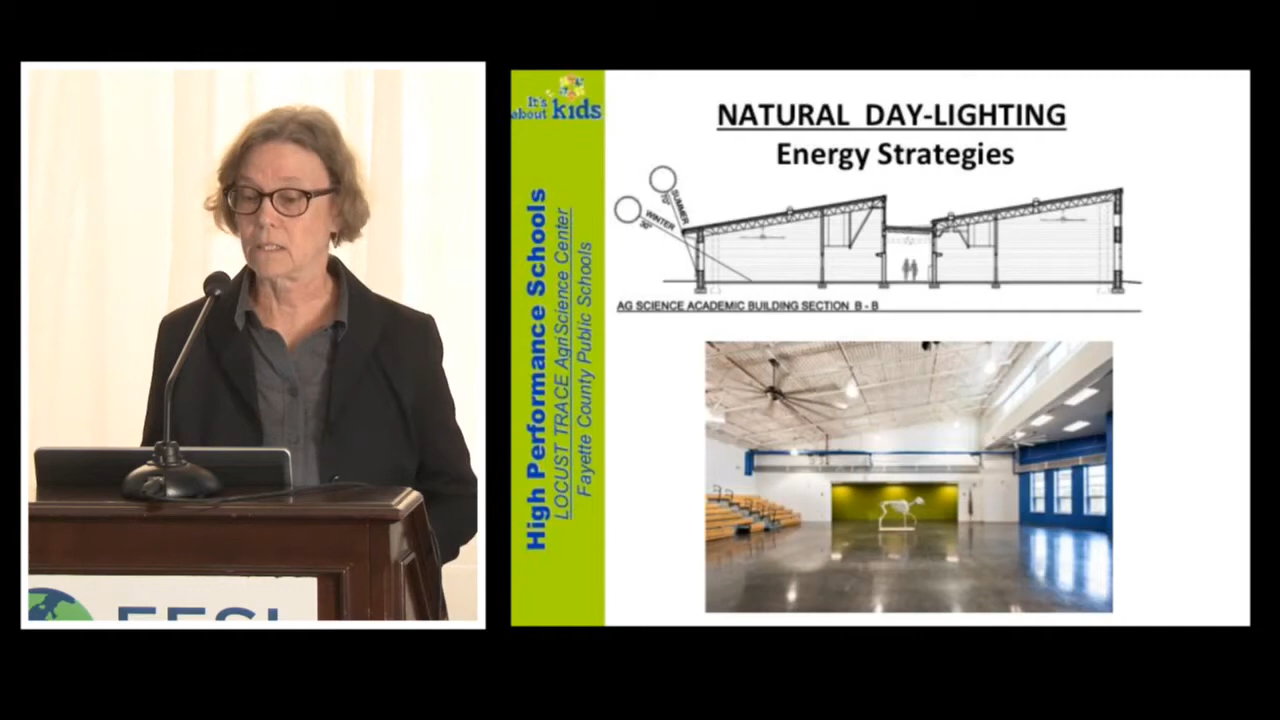 EESI
It's
about kids
High Performance Schools
LOCUST TRACE AgriScience Center
Fayette County Public Schools
NATURAL DAY-LIGHTING
Energy Strategies
SUMMER
WINTER
30°
AG SCIENCE ACADEMIC BUILDING SECTION B - B